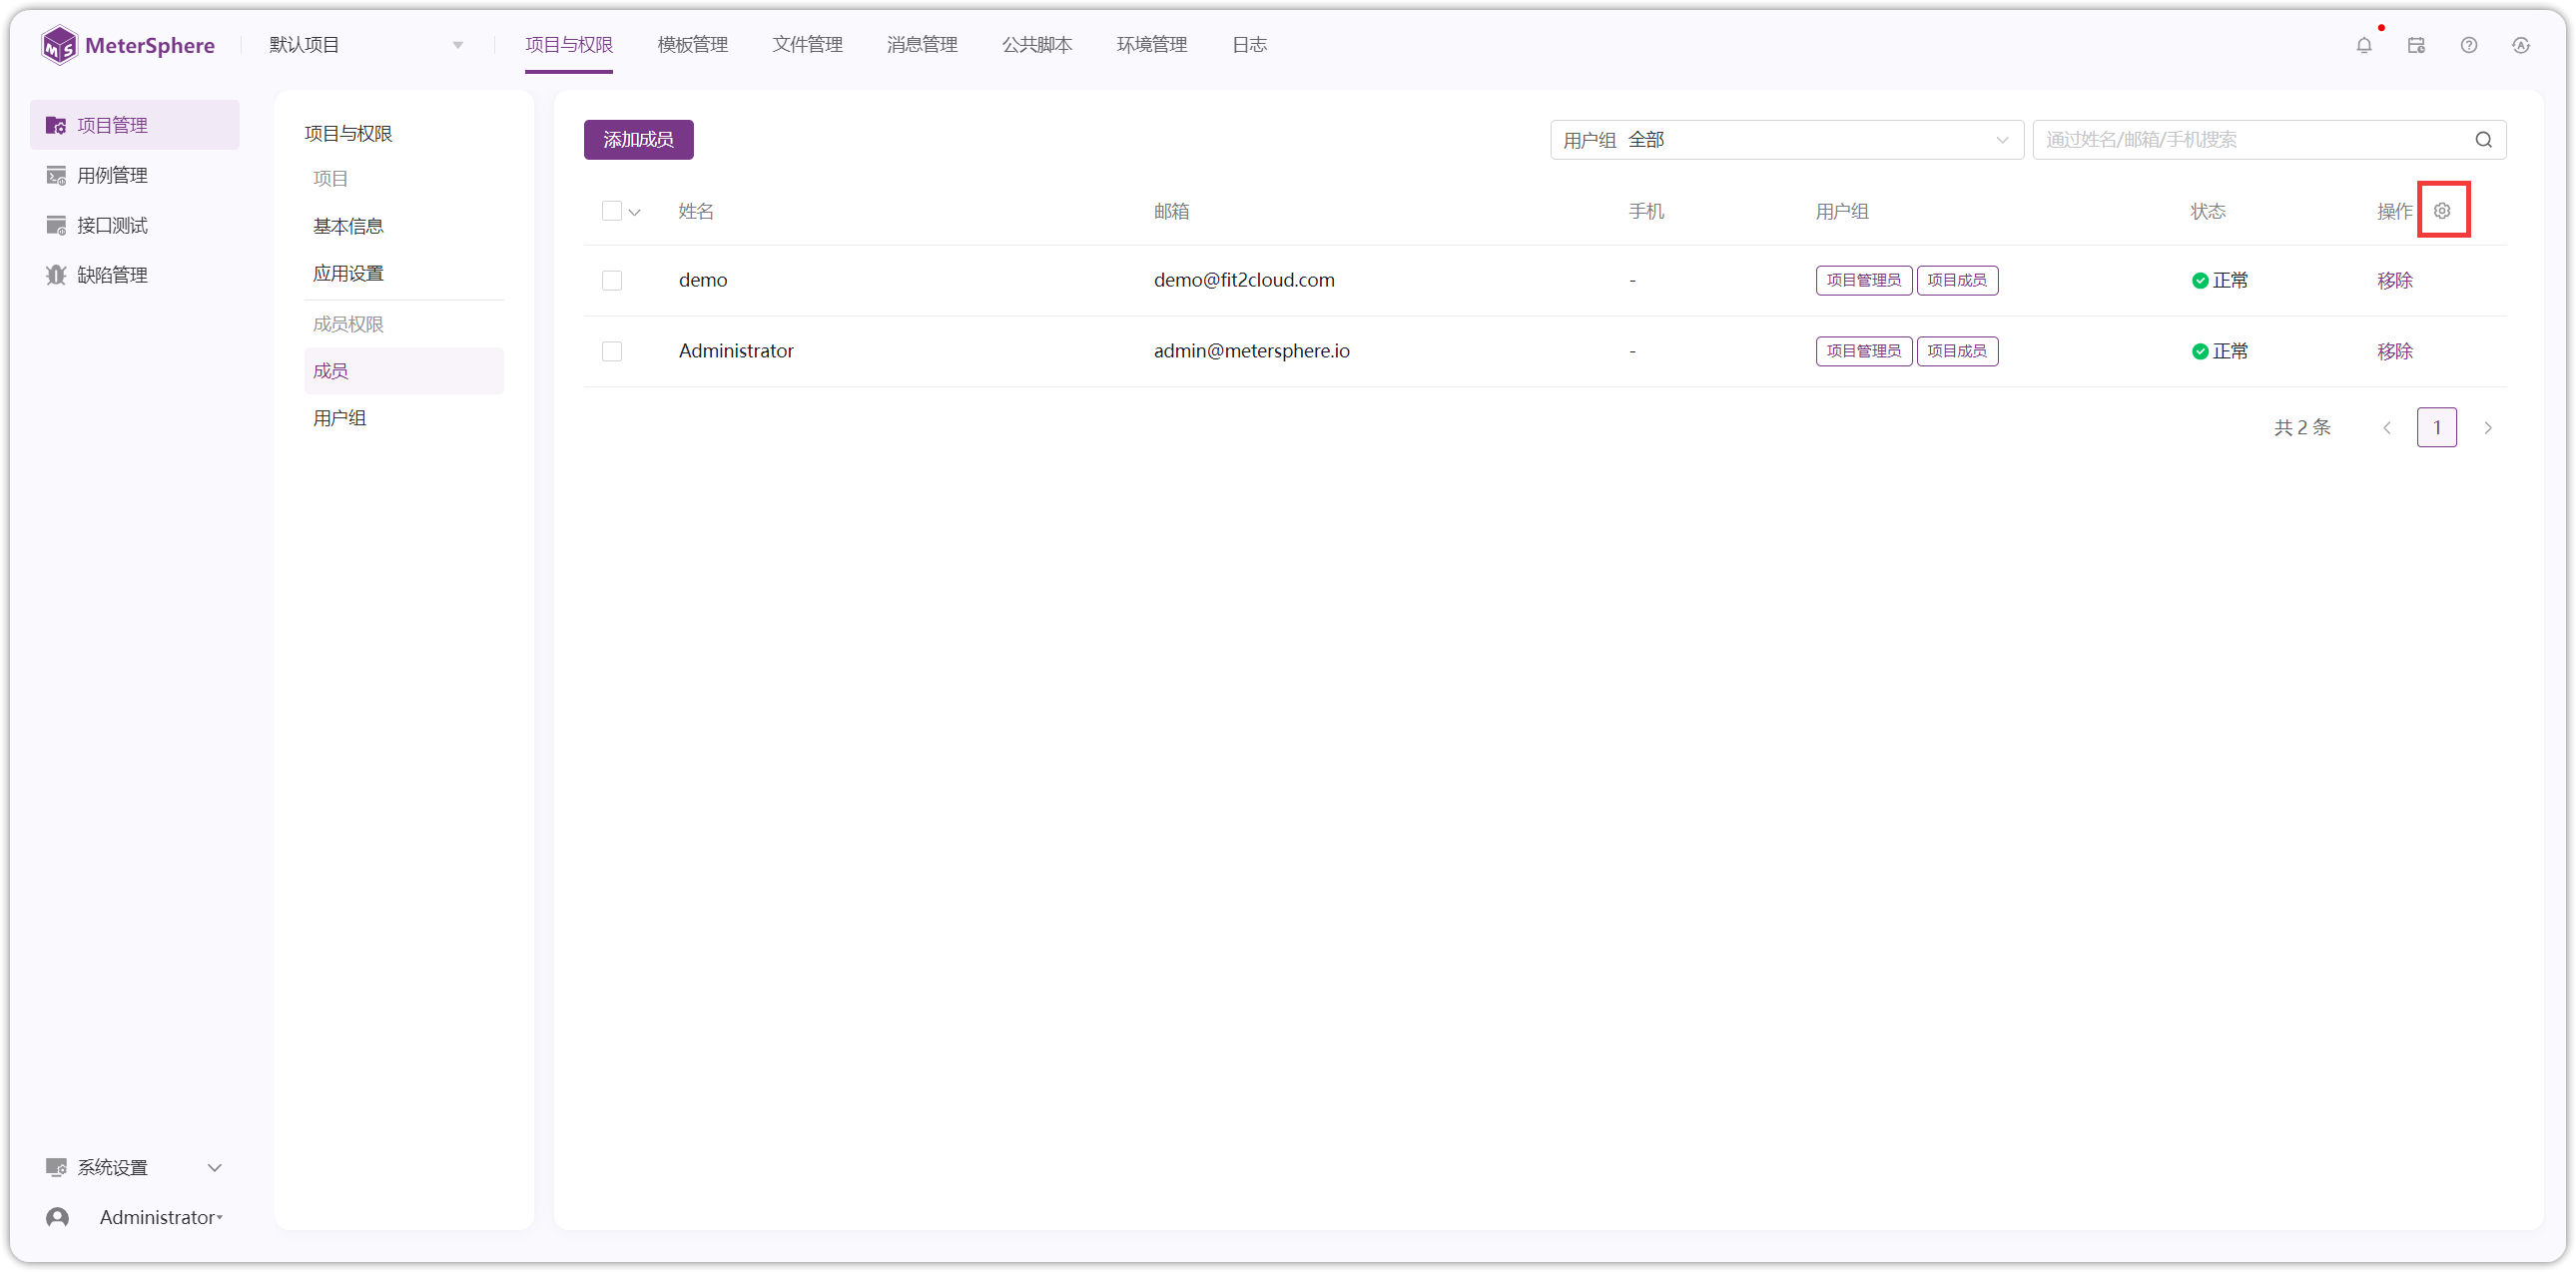 MeterSphere 默认项目 项目与权限 模板管理 文件管理 消息管理 公共脚本 环境管理 日志
项目管理
用例管理
接口测试
缺陷管理
系统设置
Administrator
项目与权限
项目
基本信息
应用设置
成员权限
成员
用户组
添加成员 用户组 全部 通过姓名/邮箱/手机搜索
姓名 邮箱 手机 用户组 状态 操作
demo demo@fit2cloud.com - 项目管理员 项目成员 正常 移除
Administrator admin@metersphere.io - 项目管理员 项目成员 正常 移除
共 2 条 1